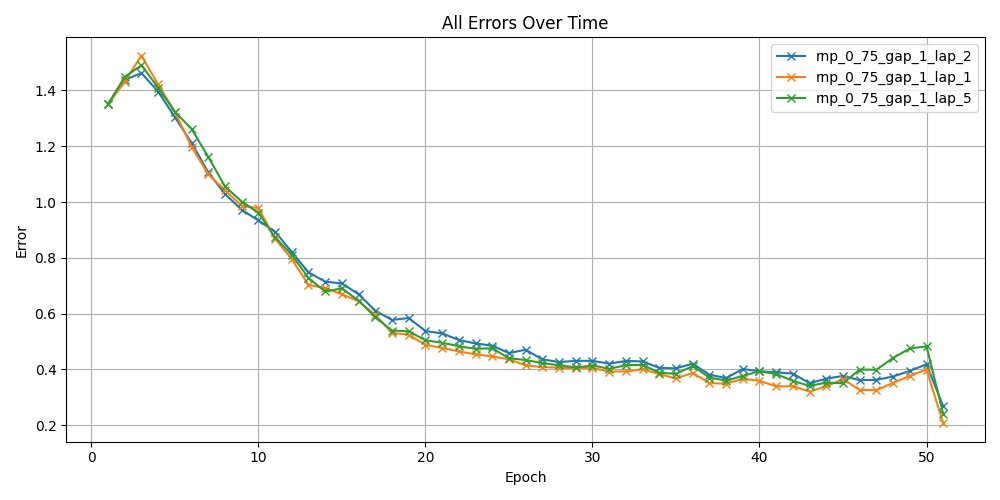 All Errors Over Time
rnp_0_75_gap_1_lap_2
rnp_0_75_gap_1_lap_1
rnp_0_75_gap_1_lap_5
Error
1.4
1.2
1.0
0.8
0.6
0.4
0.2
0 10 20 30 40 50
Epoch